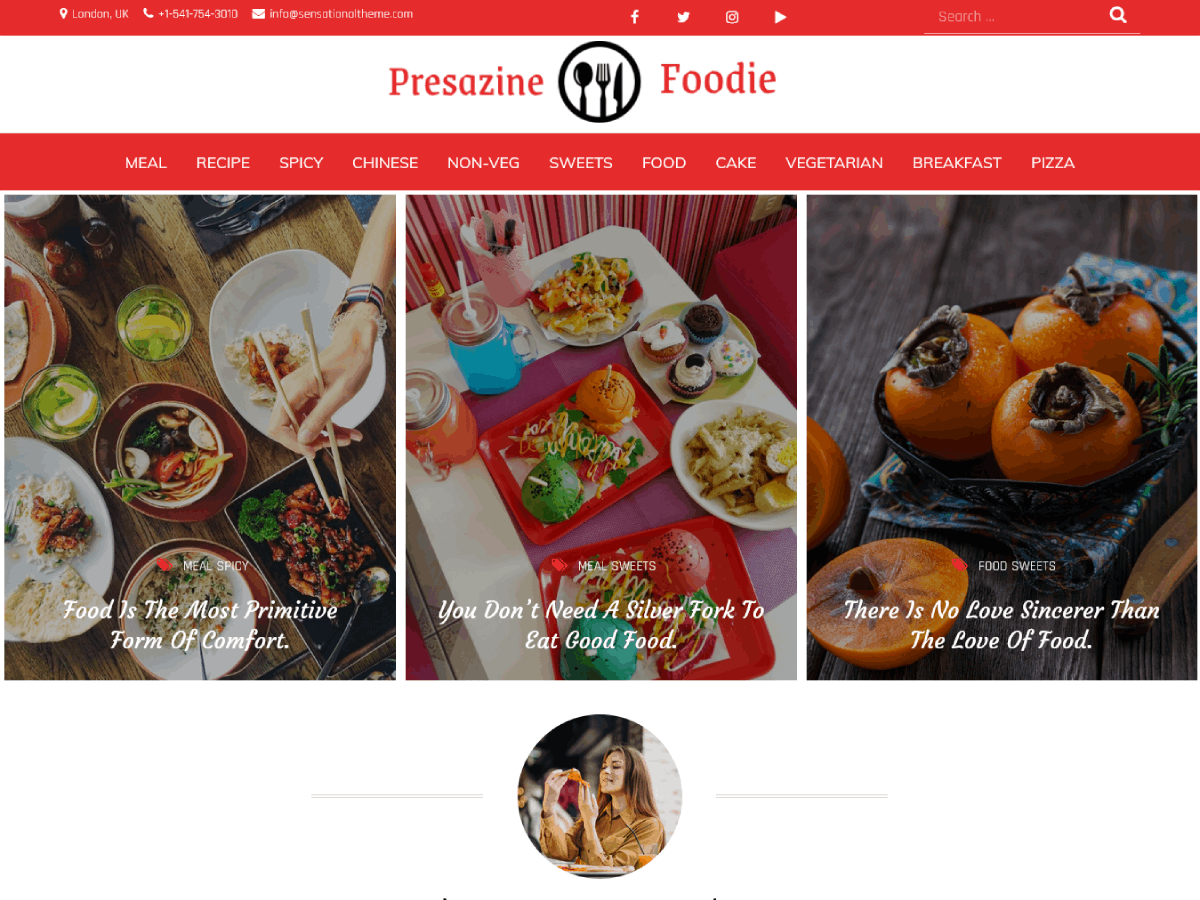 London, UK +1-541-754-3010 info@sensationaltheme.com Search ...
Presazine Foodie
MEAL RECIPE SPICY CHINESE NON-VEG SWEETS FOOD CAKE VEGETARIAN BREAKFAST PIZZA
MEAL SPICY
Food Is The Most Primitive
Form Of Comfort.
MEAL SWEETS
You Don't Need A Silver Fork To
Eat Good Food.
FOOD SWEETS
There Is No Love Sincerer Than
The Love Of Food.